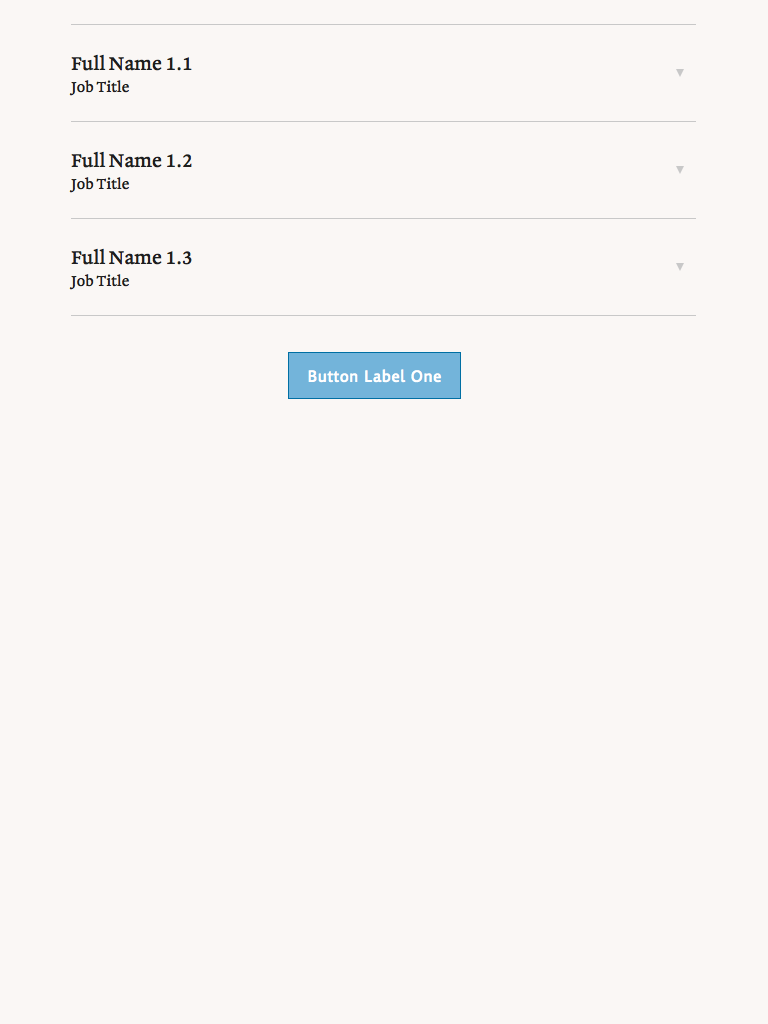 Full Name 1.1
Job Title
Full Name 1.2
Job Title
Full Name 1.3
Job Title
Button Label One